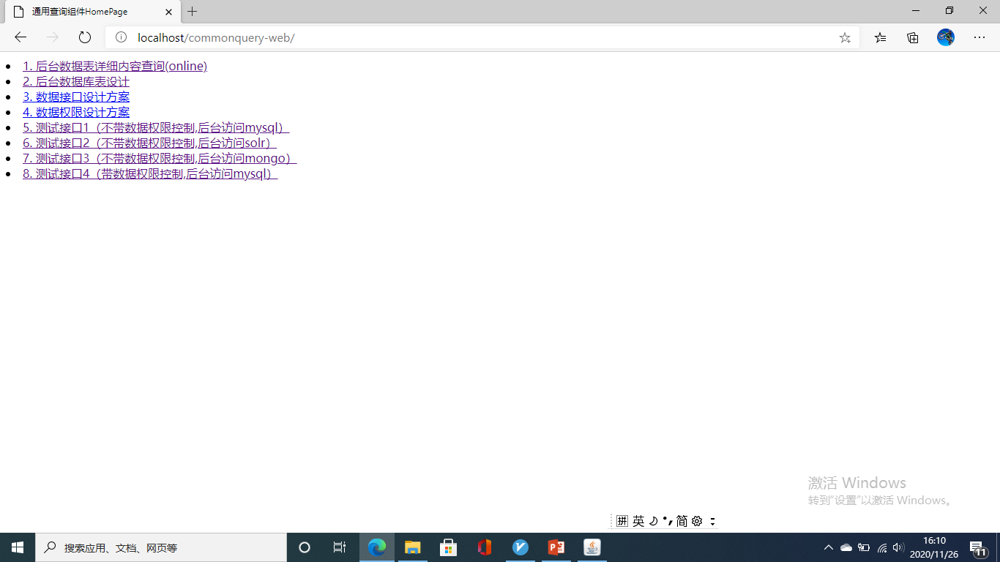 通用查询组件HomePage
localhost/commonquery-web/
1. 后台数据表详细内容查询(online)
2. 后台数据库表设计
3. 数据接口设计方案
4. 数据权限设计方案
5. 测试接口1（不带数据权限控制,后台访问mysql）
6. 测试接口2（不带数据权限控制,后台访问solr）
7. 测试接口3（不带数据权限控制,后台访问mongo）
8. 测试接口4（带数据权限控制,后台访问mysql）
激活 Windows
转到"设置"以激活 Windows。
拼 英 简
搜索应用、文档、网页等
16:10
2020/11/26
11